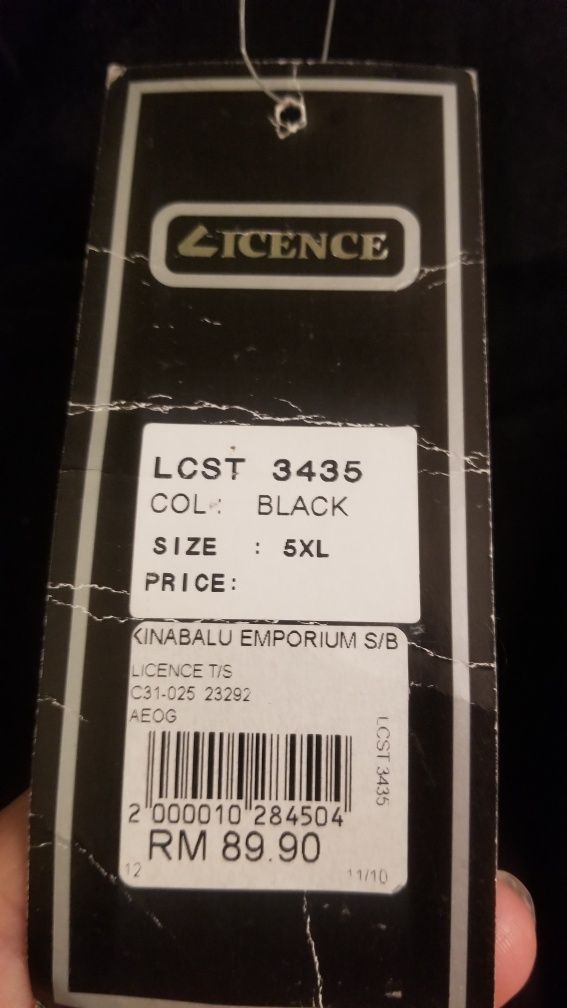 LICENCE
LCST 3435
COL: BLACK
SIZE : 5XL
PRICE:
KINABALU EMPORIUM S/B
LICENCE T/S
C31-025 23292
AEOG
LCST 3435
2 000010 284504
RM 89.90
12 11/10